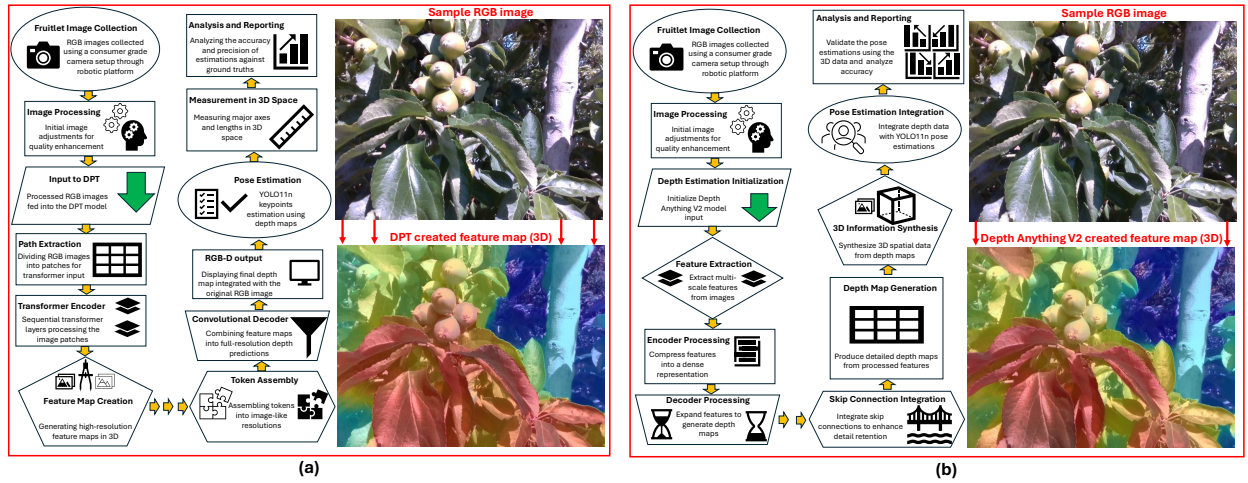 Fruitlet Image Collection
RGB images collected
using a consumer grade
camera setup through
robotic platform
Image Processing
Initial image
adjustments for
quality enhancement
Input to DPT
Processed RGB images
fed into the DPT model
Path Extraction
Dividing RGB images
into patches for
transformer input
Transformer Encoder
Sequential transformer
layers processing the
image patches
Feature Map Creation
Generating high-resolution
feature maps in 3D
Token Assembly
Assembling tokens
into image-like
resolutions
Convolutional Decoder
Combining feature maps
into full-resolution depth
predictions
RGB-D output
Displaying final depth
map integrated with the
original RGB image
Pose Estimation
YOLO11n
keypoints
estimation using
depth maps
Measurement in 3D Space
Measuring major axes
and lengths in 3D
space
Analysis and Reporting
Analyzing the
accuracy and
precision of
estimations against
ground truths
Sample RGB image
DPT created feature map (3D)
(a)
Fruitlet Image Collection
RGB images collected
using a consumer grade
camera setup through
robotic platform
Image Processing
Initial image
adjustments for
quality enhancement
Depth Estimation Initialization
Initialize Depth
Anything V2 model
input
Feature Extraction
Extract multi-
scale features
from images
Encoder Processing
Compress features
into a dense
representation
Decoder Processing
Expand features to
generate depth
maps
Skip Connection Integration
Integrate skip
connections to enhance
detail retention
Depth Map Generation
Produce detailed depth maps
from processed features
3D Information Synthesis
Synthesize 3D spatial data
from depth maps
Pose Estimation Integration
Integrate depth data
with YOLO11n pose
estimations
Analysis and Reporting
Validate the pose
estimations using the
3D data and analyze
accuracy
Sample RGB image
Depth Anything V2 created feature map (3D)
(b)